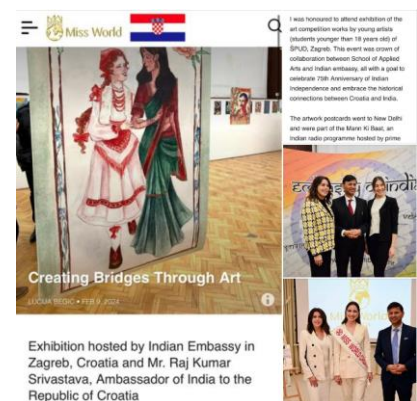 Miss World
Creating Bridges Through Art
LUCIJA BEGIC • FEB 9, 2024
Exhibition hosted by Indian Embassy in
Zagreb, Croatia and Mr. Raj Kumar
Srivastava, Ambassador of India to the
Republic of Croatia
I was honoured to attend exhibition of the
art competition works by young artists
(students younger than 18 years old) of
ŠPUD, Zagreb. This event was crown of
collaboration between School of Applied
Arts and Indian embassy, all with a goal to
celebrate 75th Anniversary of Indian
Independence and embrace the historical
connections between Croatia and India.
The artwork postcards went to New Delhi
and were part of the Mann Ki Baat, an
Indian radio programme hosted by prime
Miss World